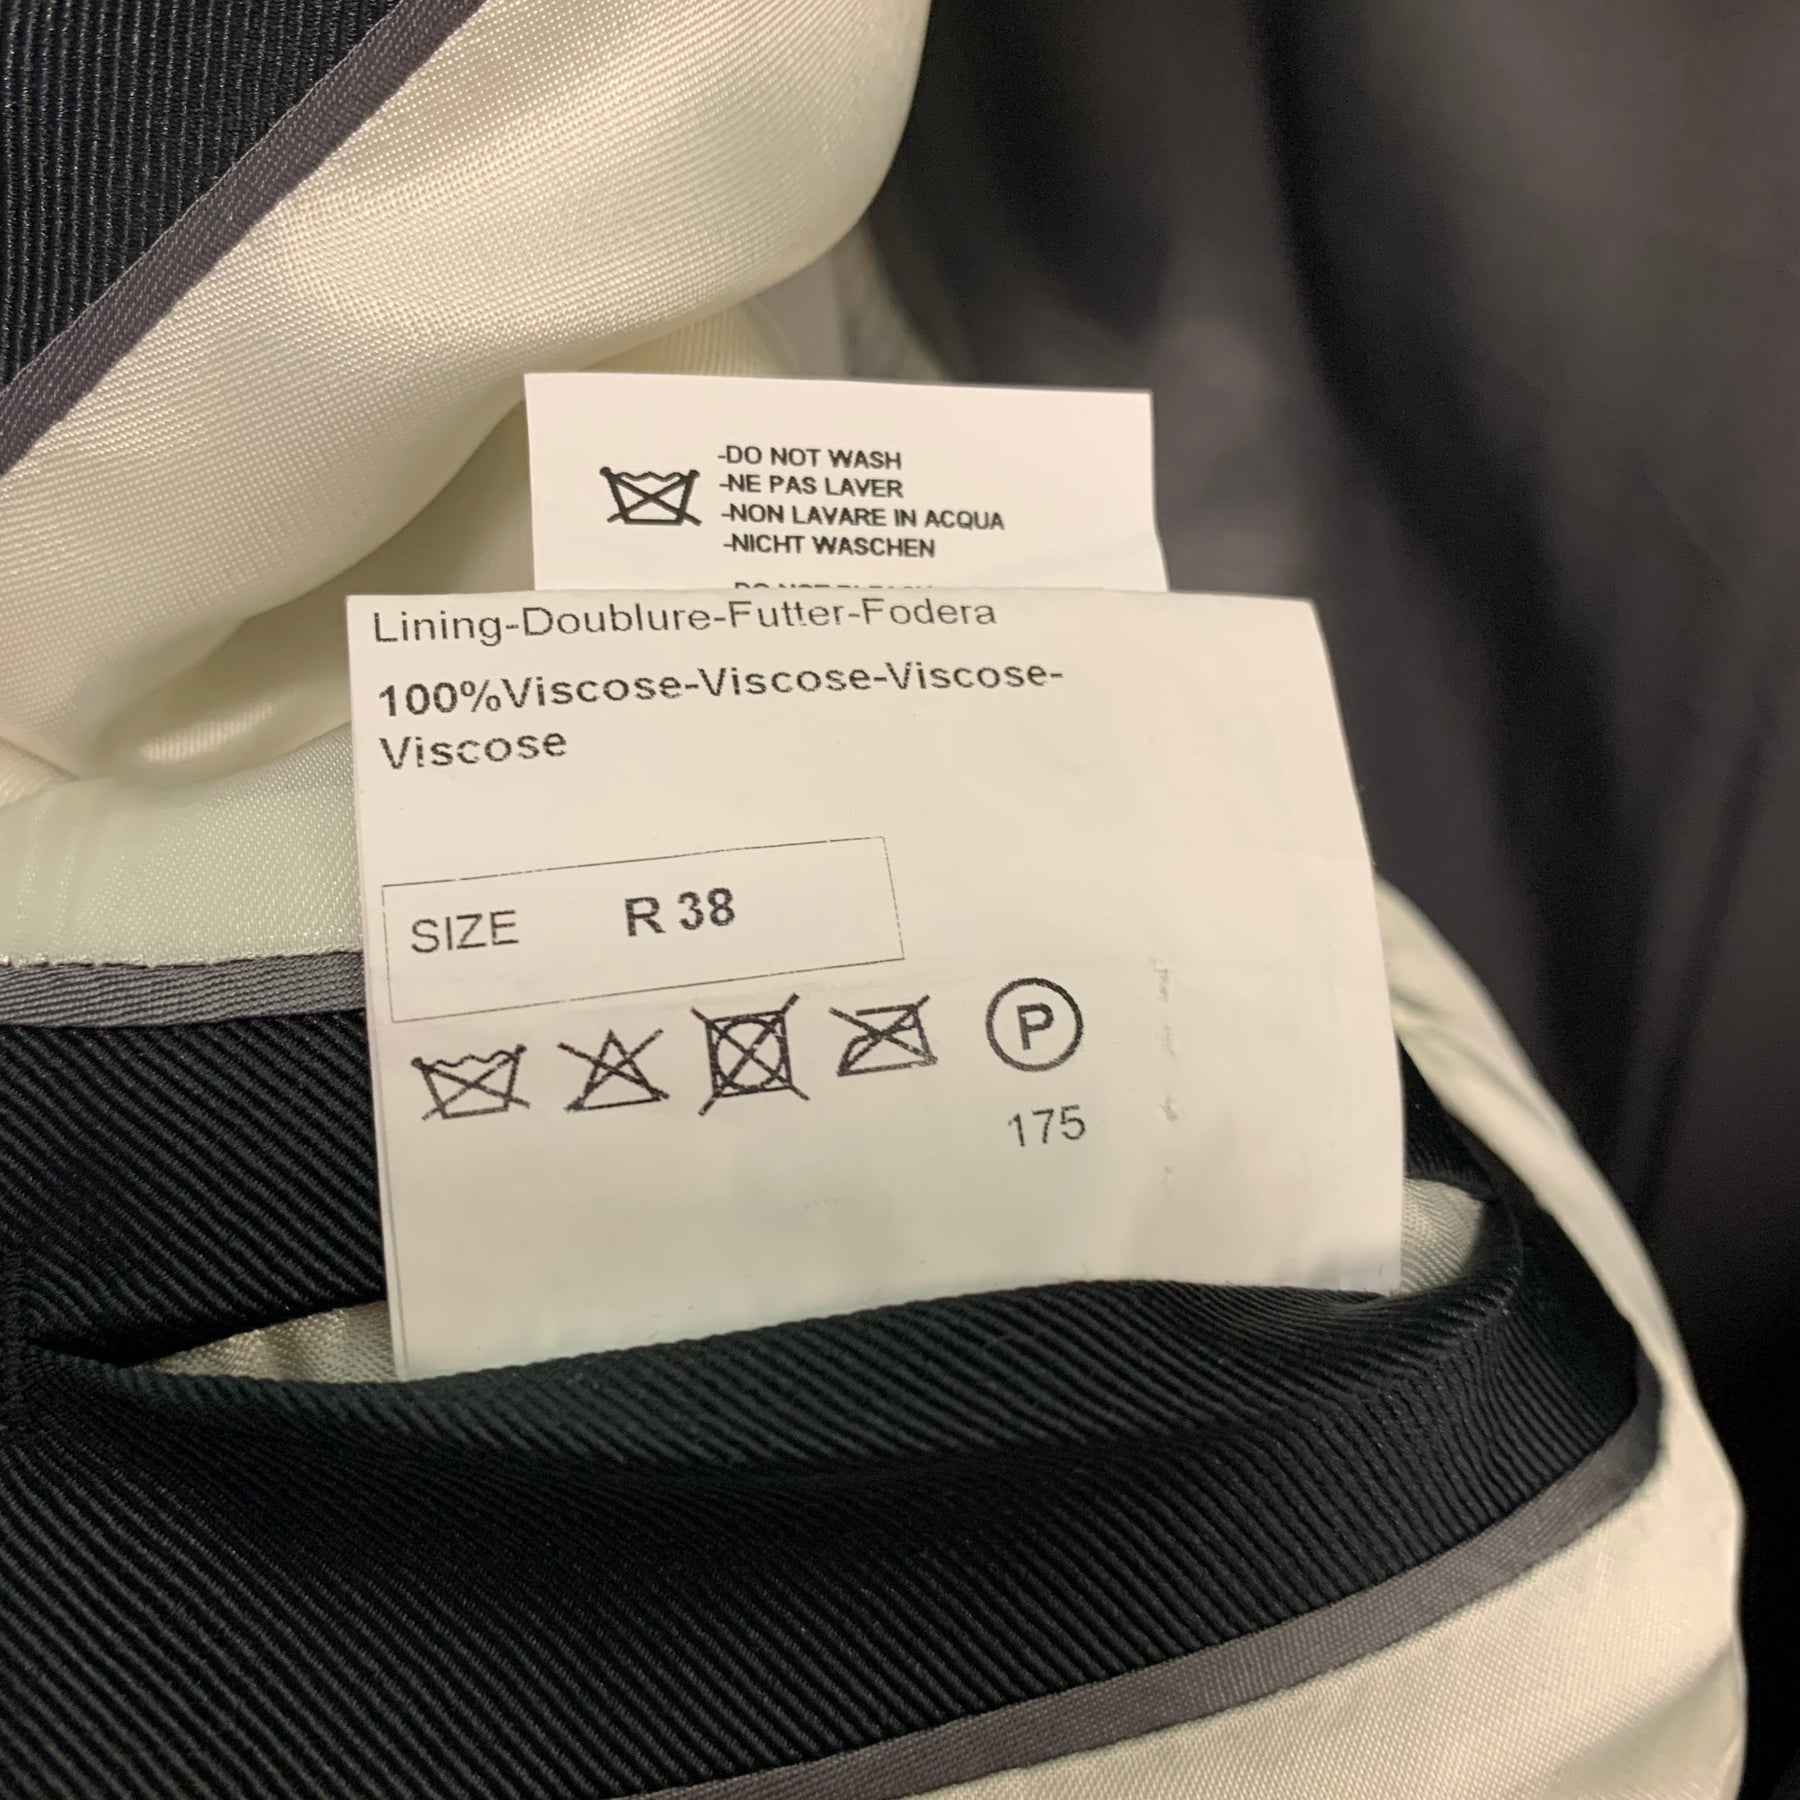 -DO NOT WASH
-NE PAS LAVER
-NON LAVARE IN ACQUA
-NICHT WASCHEN
Lining-Doublure-Futter-Fodera
100%Viscose-Viscose-Viscose-
Viscose
SIZE R 38
P
175